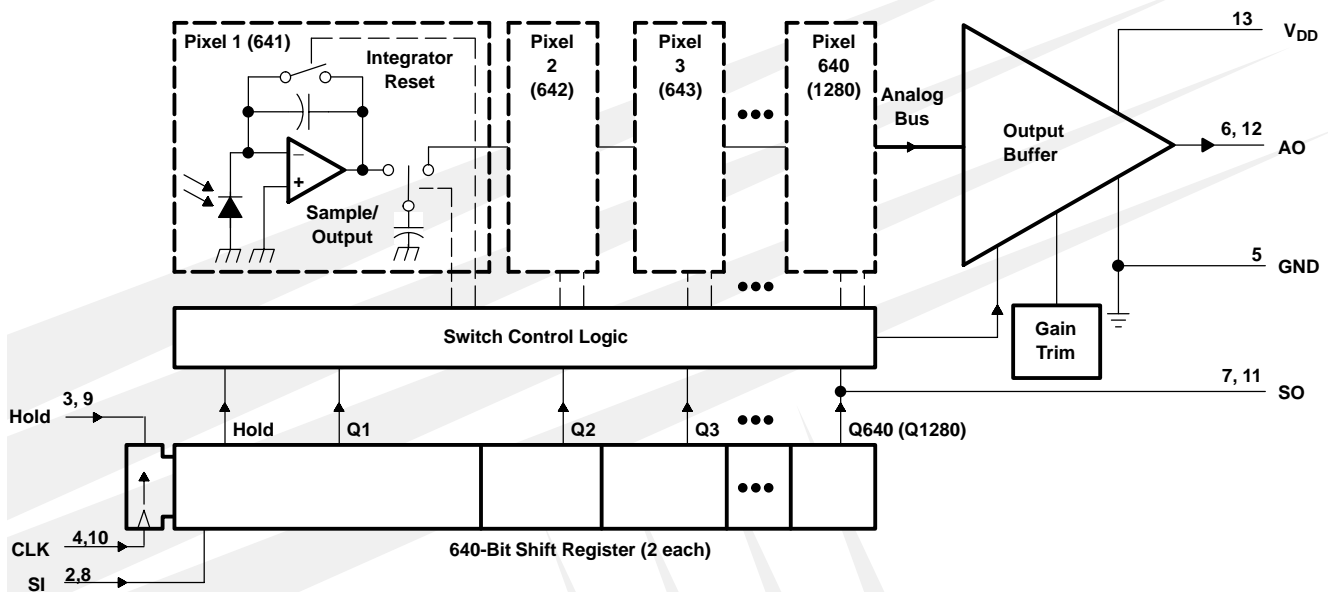 Pixel 1 (641)
Integrator
Reset
−
+
Sample/
Output
Pixel
2
(642)
Pixel
3
(643)
Pixel
640
(1280)
Analog
Bus
Output
Buffer
13
VDD
6, 12
AO
5
GND
Gain
Trim
Switch Control Logic
7, 11
SO
3, 9
Hold
Hold
Q1
Q2
Q3
Q640 (Q1280)
4,10
CLK
2,8
SI
640-Bit Shift Register (2 each)